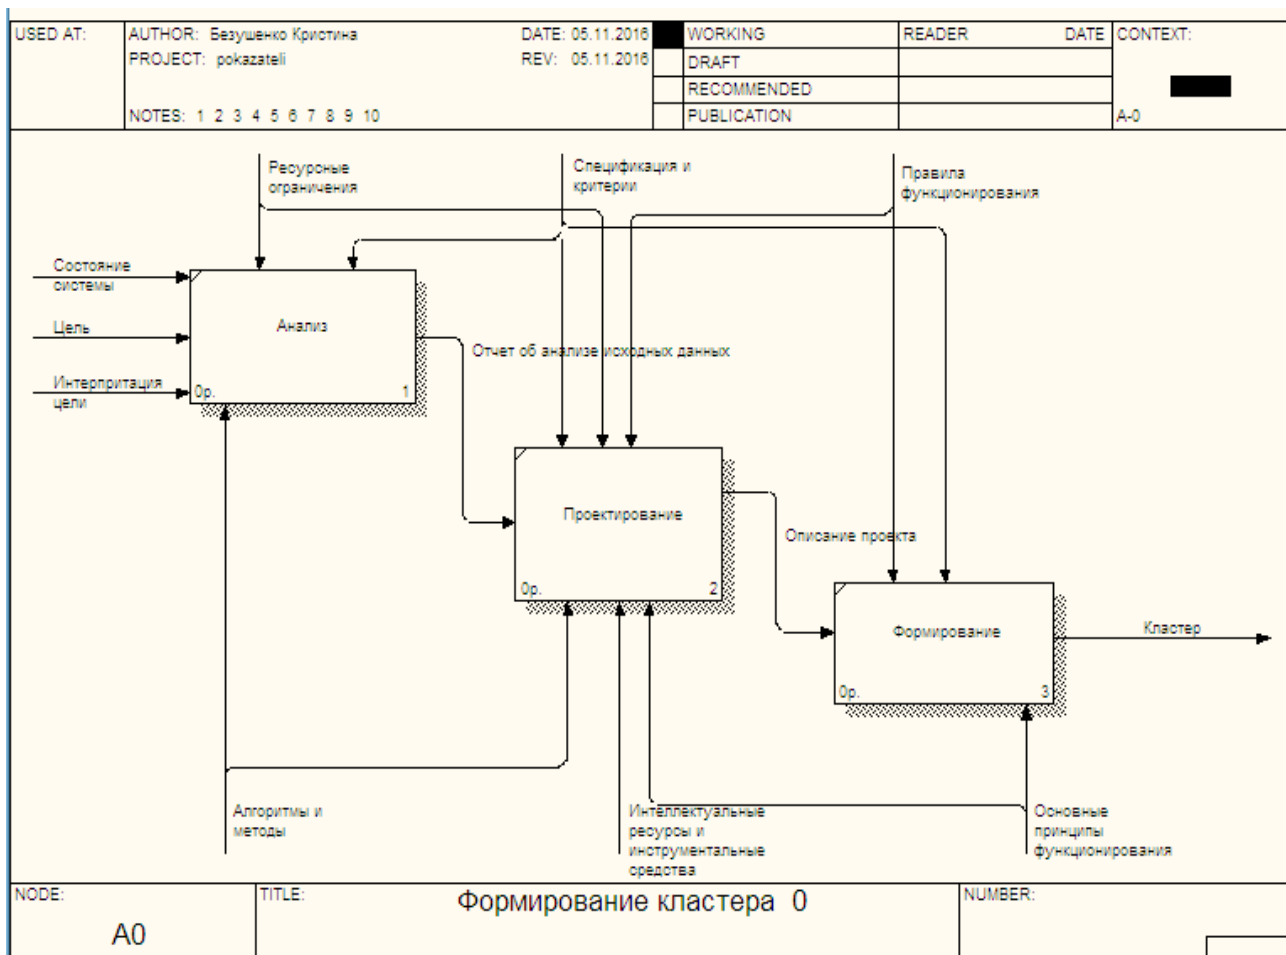 USED AT:
AUTHOR: Безушенко Кристина
DATE: 05.11.2016
WORKING
READER
DATE
CONTEXT:
PROJECT: pokazateli
REV: 05.11.2016
DRAFT
RECOMMENDED
NOTES: 1 2 3 4 5 6 7 8 9 10
PUBLICATION
A-0
Ресурсные
ограничения
Спецификация и
критерии
Правила
функционирования
Состояние
системы
Цель
Интерпритация
цели
Анализ
0р.
1
Отчет об анализе исходных данных
Проектирование
0р.
2
Описание проекта
Формирование
0р.
3
Кластер
Алгоритмы и
методы
Интеллектуальные
ресурсы и
инструментальные
средства
Основные
принципы
функционирования
NODE:
A0
TITLE:
Формирование кластера 0
NUMBER: